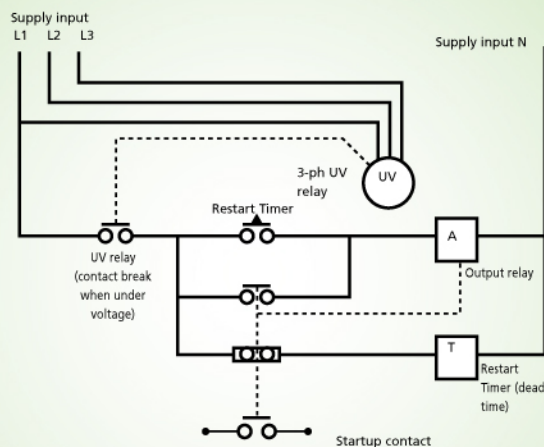 Supply input
L1 L2 L3
Supply input N
3-ph UV
relay
UV
Restart Timer
UV relay
(contact break
when under
voltage)
A
Output relay
T
Restart
Timer (dead
time)
Startup contact